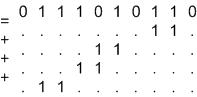 = 0 1 1 1 0 1 0 1 1 0
+ . . . . . . . 1 1 .
+ . . . . 1 1 . . . .
+ . . . 1 1 . . . . .
. 1 1 . . . . . . .